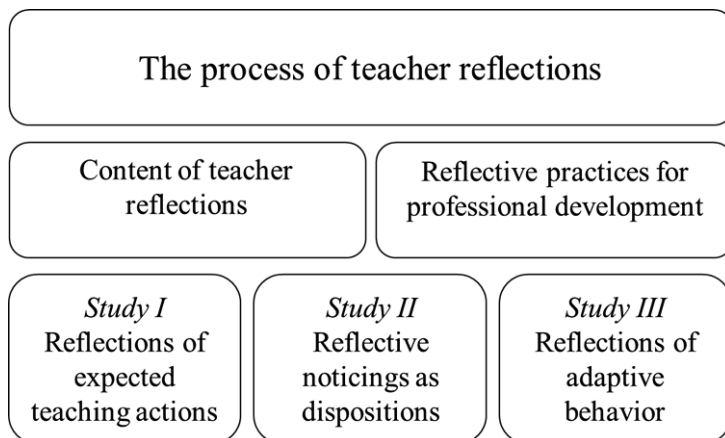 The process of teacher reflections
Content of teacher
reflections
Reflective practices for
professional development
Study I
Reflections of
expected
teaching actions
Study II
Reflective
noticings as
dispositions
Study III
Reflections of
adaptive
behavior